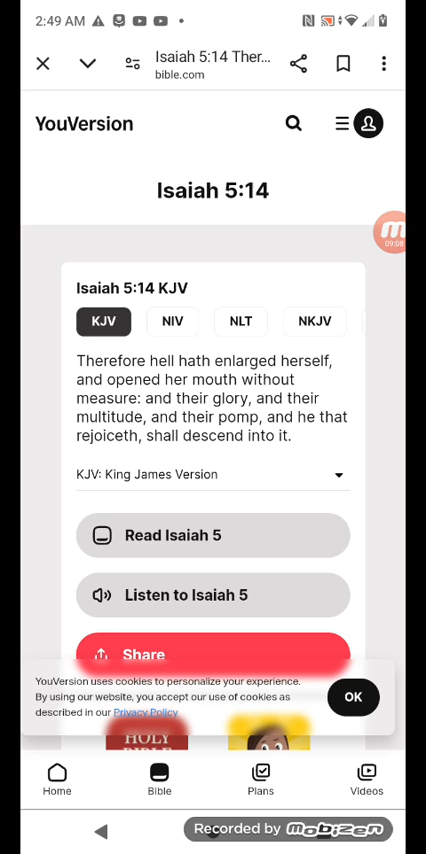 2:49 AM
Isaiah 5:14 Ther...
bible.com
YouVersion
Isaiah 5:14
09:08
Isaiah 5:14 KJV
KJV NIV NLT NKJV
Therefore hell hath enlarged herself,
and opened her mouth without
measure: and their glory, and their
multitude, and their pomp, and he that
rejoiceth, shall descend into it.
KJV: King James Version
Read Isaiah 5
Listen to Isaiah 5
Share
YouVersion uses cookies to personalize your experience.
By using our website, you accept our use of cookies as
described in our Privacy Policy
OK
HOLY
BIBLE
Home Bible Plans Videos
Recorded by mobizen